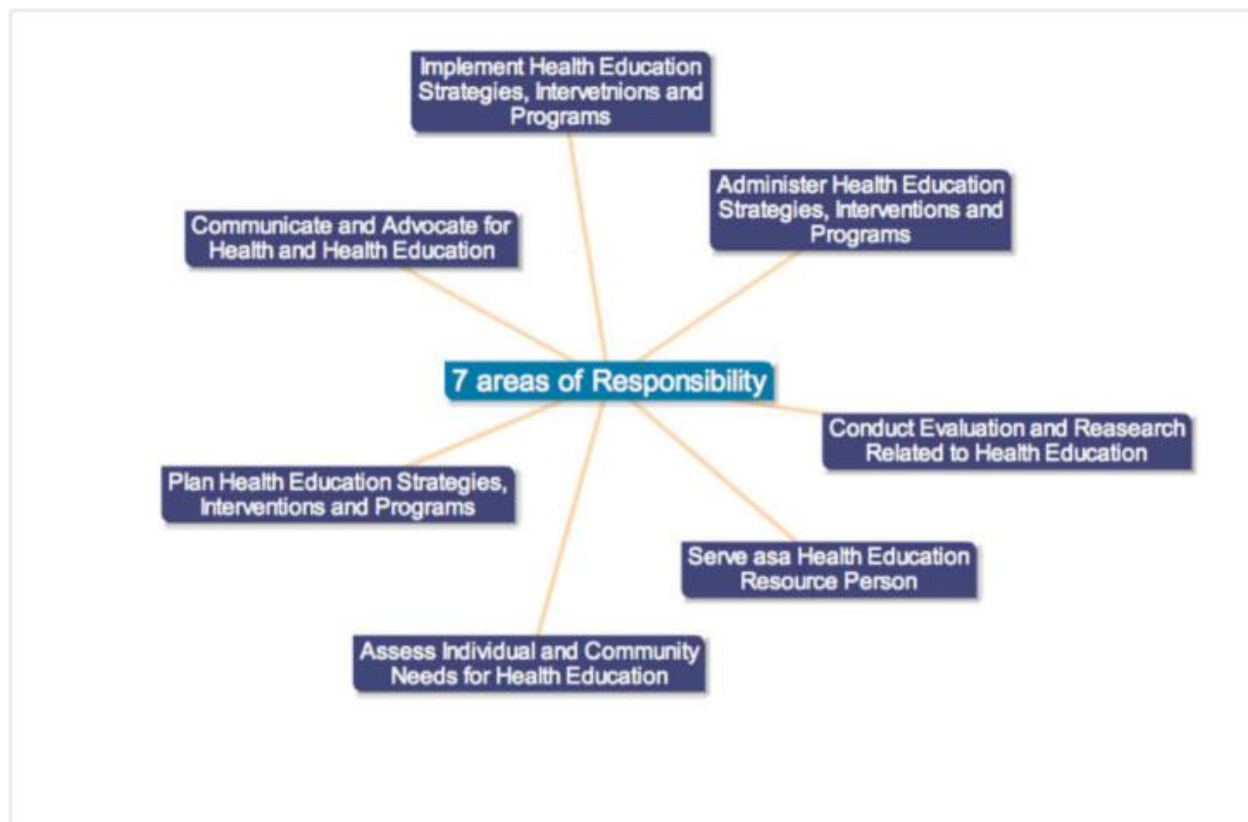 Implement Health Education
Strategies, Intervetnions and
Programs
Administer Health Education
Strategies, Interventions and
Programs
Communicate and Advocate for
Health and Health Education
7 areas of Responsibility
Conduct Evaluation and Reasearch
Related to Health Education
Plan Health Education Strategies,
Interventions and Programs
Serve asa Health Education
Resource Person
Assess Individual and Community
Needs for Health Education